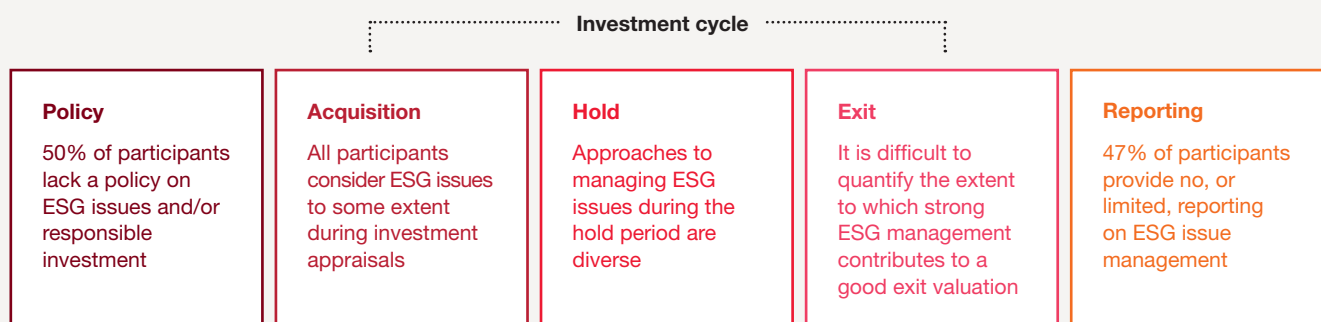 Investment cycle
Policy
50% of participants
lack a policy on
ESG issues and/or
responsible
investment
Acquisition
All participants
consider ESG issues
to some extent
during investment
appraisals
Hold
Approaches to
managing ESG
issues during the
hold period are
diverse
Exit
It is difficult to
quantify the extent
to which strong
ESG management
contributes to a
good exit valuation
Reporting
47% of participants
provide no, or
limited, reporting
on ESG issue
management